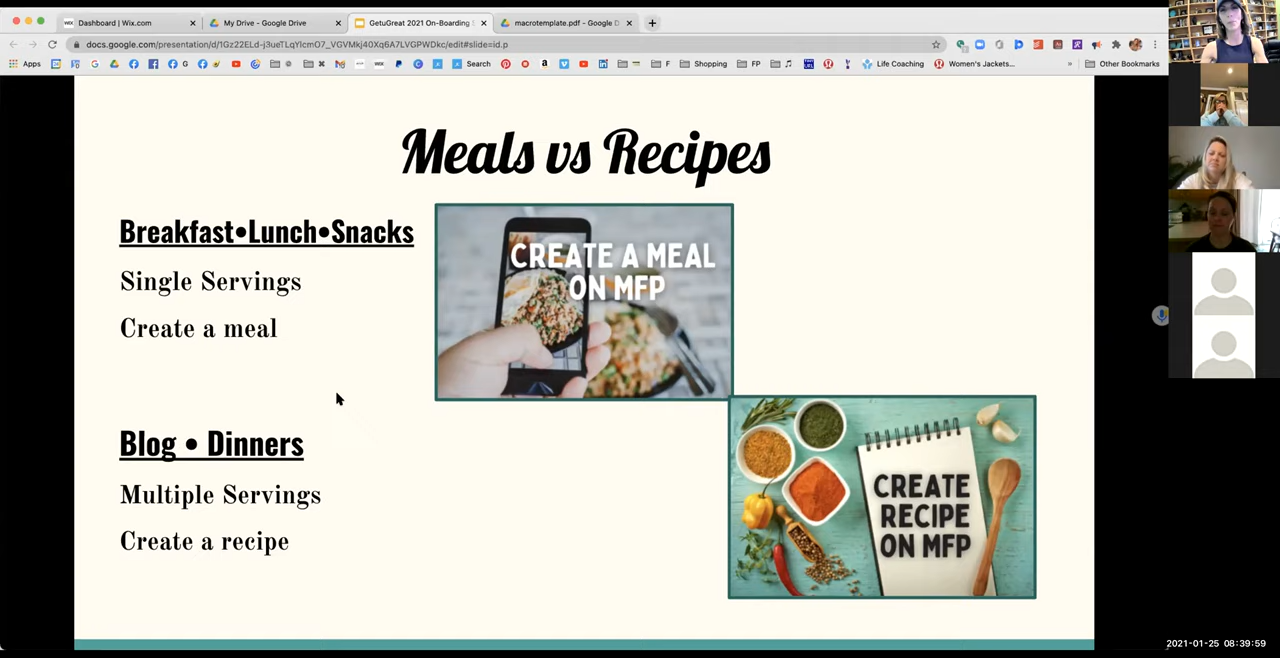 Dashboard | Wix.com
My Drive - Google Drive
GetuGreat 2021 On-Boarding
macrotemplate.pdf - Google D
docs.google.com/presentation/d/
/edit#slide=id.p
Apps
Search
F
Shopping
FP
Life Coaching
Women's Jackets...
Other Bookmarks
Meals vs Recipes
Breakfast•Lunch•Snacks
Single Servings
Create a meal
CREATE A MEAL
ON MFP
Blog • Dinners
Multiple Servings
Create a recipe
CREATE
RECIPE
ON MFP
2021-01-25 08:39:59